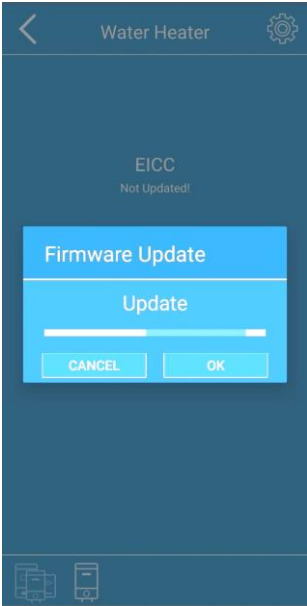 Water Heater
EICC
Not Updated!
Firmware Update
Update
CANCEL OK